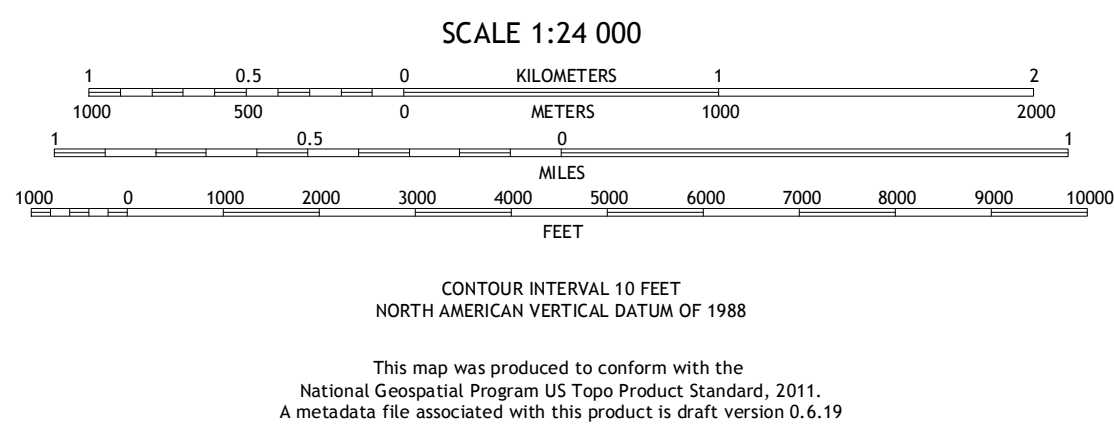 SCALE 1:24 000
1 0.5 0 KILOMETERS 1 2
1000 500 0 METERS 1000 2000
1 0.5 0 1
MILES
1000 0 1000 2000 3000 4000 5000 6000 7000 8000 9000 10000
FEET
CONTOUR INTERVAL 10 FEET
NORTH AMERICAN VERTICAL DATUM OF 1988
This map was produced to conform with the
National Geospatial Program US Topo Product Standard, 2011.
A metadata file associated with this product is draft version 0.6.19